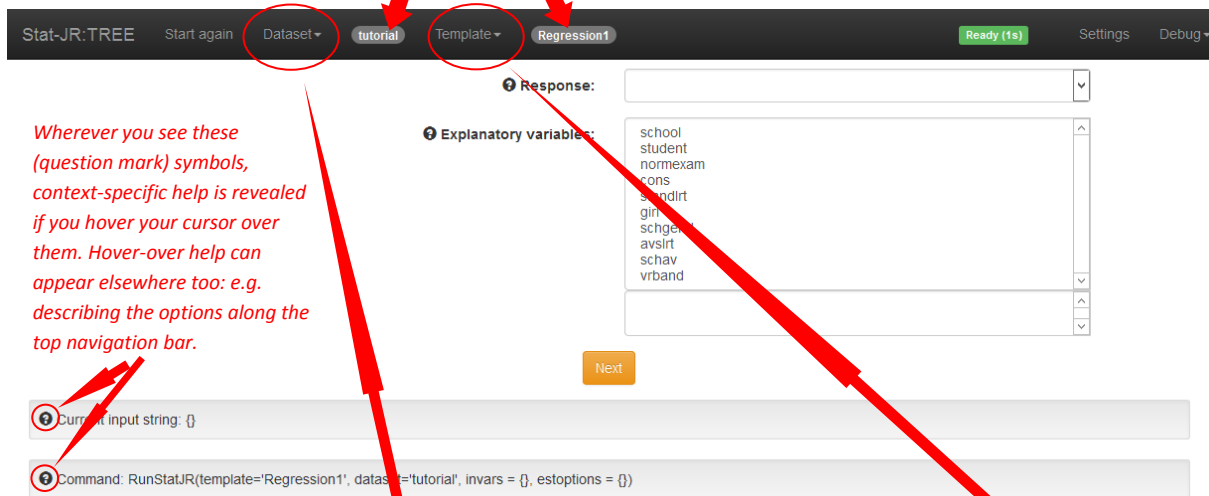 Stat-JR:TREE Start again Dataset tutorial Template Regression1 Ready (1s) Settings Debug
Response:
Explanatory variables:
school
student
normexam
cons
standlrt
girl
schgend
avslrt
schav
vrband
Wherever you see these
(question mark) symbols,
context-specific help is revealed
if you hover your cursor over
them. Hover-over help can
appear elsewhere too: e.g.
describing the options along the
top navigation bar.
Next
Current input string: {}
Command: RunStatJR(template='Regression1', dataset='tutorial', invars = {}, estoptions = {})